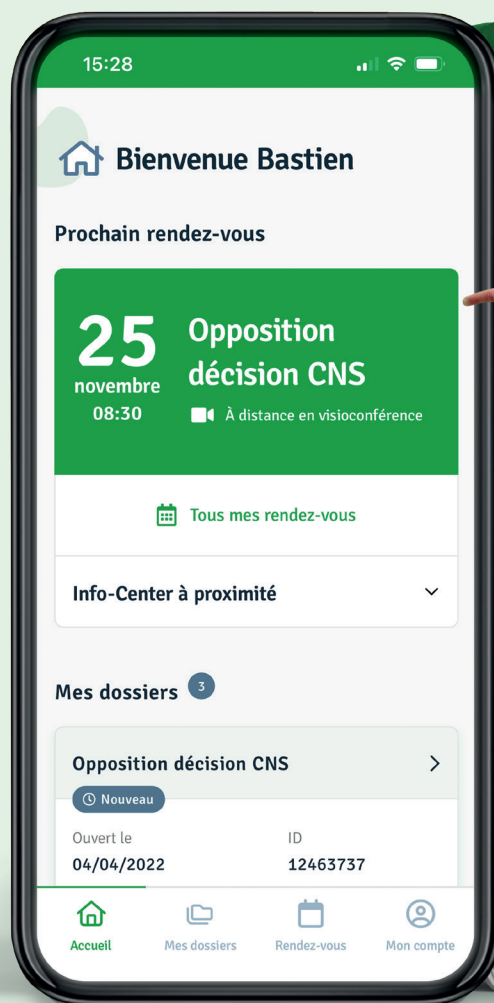 15:28
Bienvenue Bastien
Prochain rendez-vous
25
novembre
08:30
Opposition
décision CNS
À distance en visioconférence
Tous mes rendez-vous
Info-Center à proximité
Mes dossiers 3
Opposition décision CNS
Nouveau
Ouvert le
04/04/2022
ID
12463737
Accueil
Mes dossiers
Rendez-vous
Mon compte